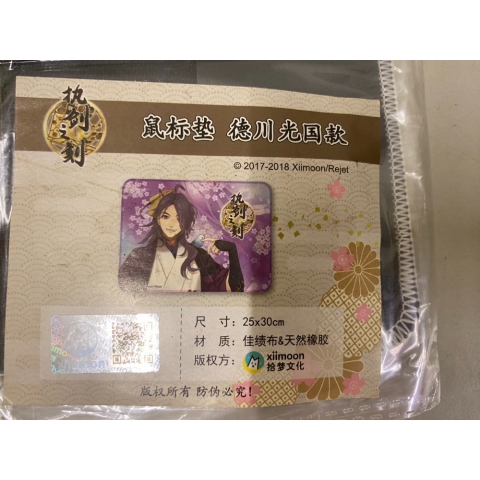 执剑之刻
鼠标垫 德川光国款
© 2017-2018 Xiimoon/Rejet
执剑之刻
尺 寸：25x30cm
材 质：佳绩布&天然橡胶
版权方：xiimoon
拾梦文化
版权所有 防伪必究！